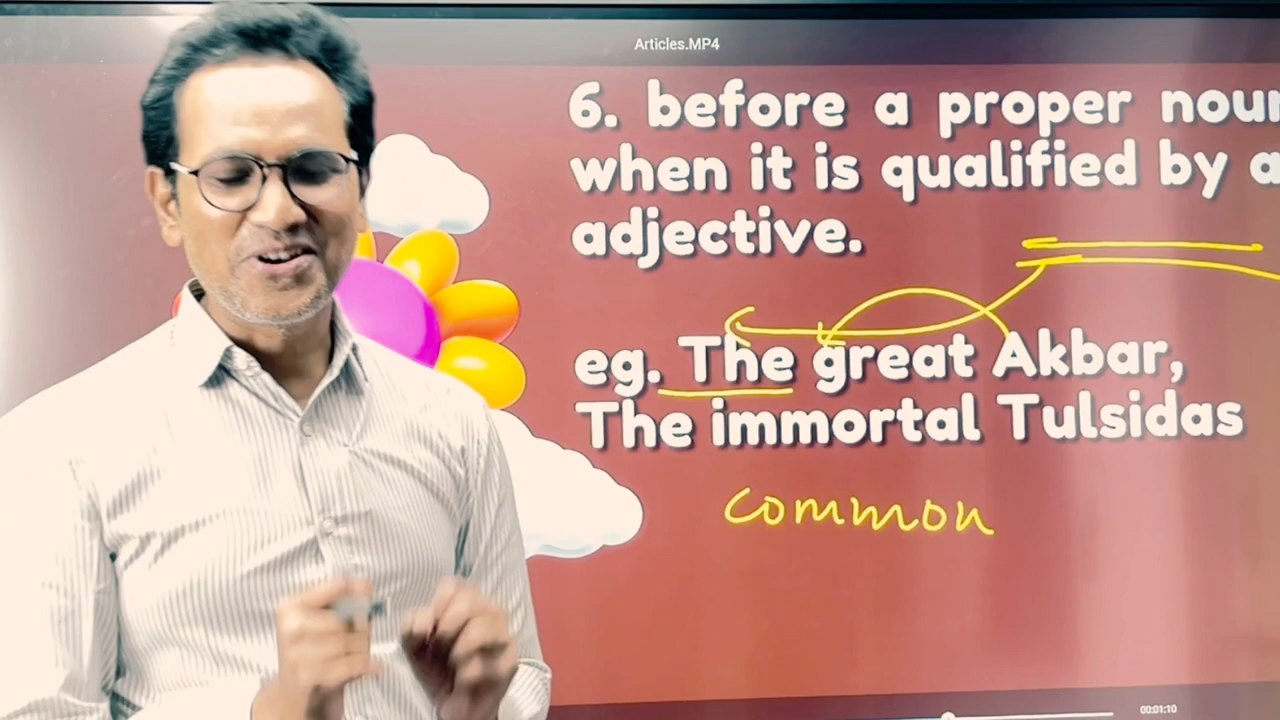 Articles.MP4
6. before a proper noun
when it is qualified by a
adjective.
eg. The great Akbar,
The immortal Tulsidas
common
00:01:10